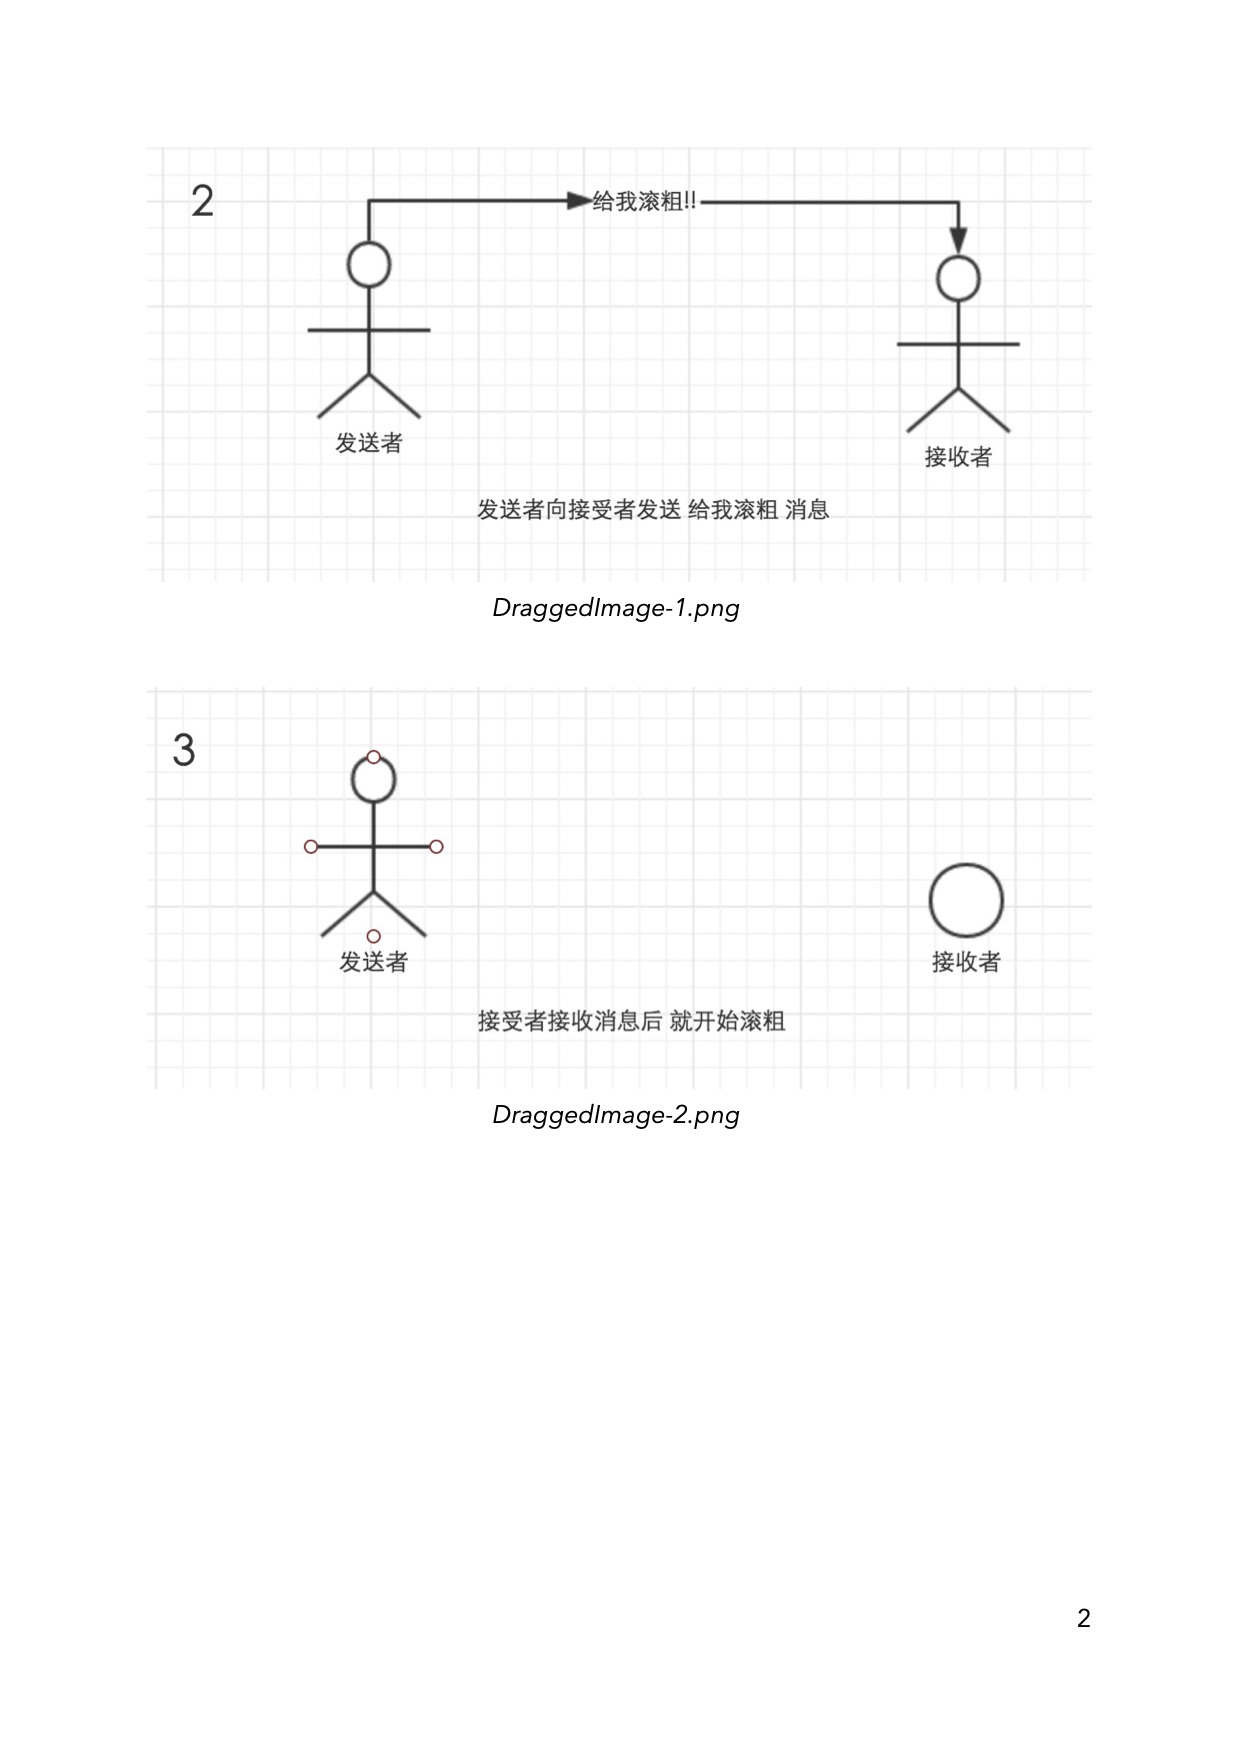 2
给我滚粗!!
发送者
接收者
发送者向接受者发送 给我滚粗 消息
DraggedImage-1.png
3
发送者
接收者
接受者接收消息后 就开始滚粗
DraggedImage-2.png
2